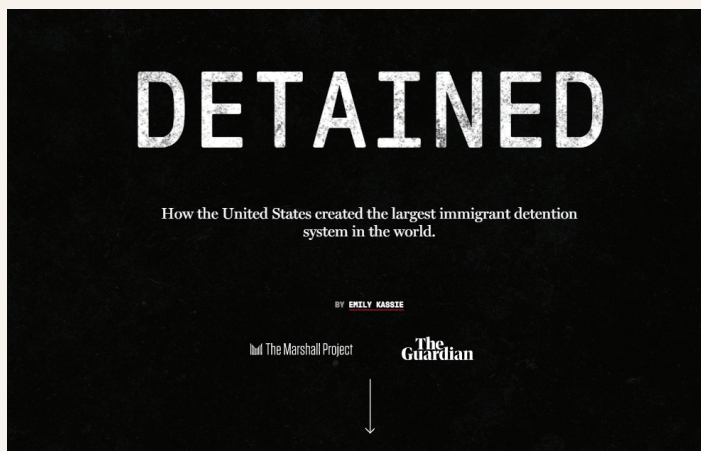 DETAINED
How the United States created the largest immigrant detention
system in the world.
BY EMILY KASSIE
The Marshall Project
The
Guardian